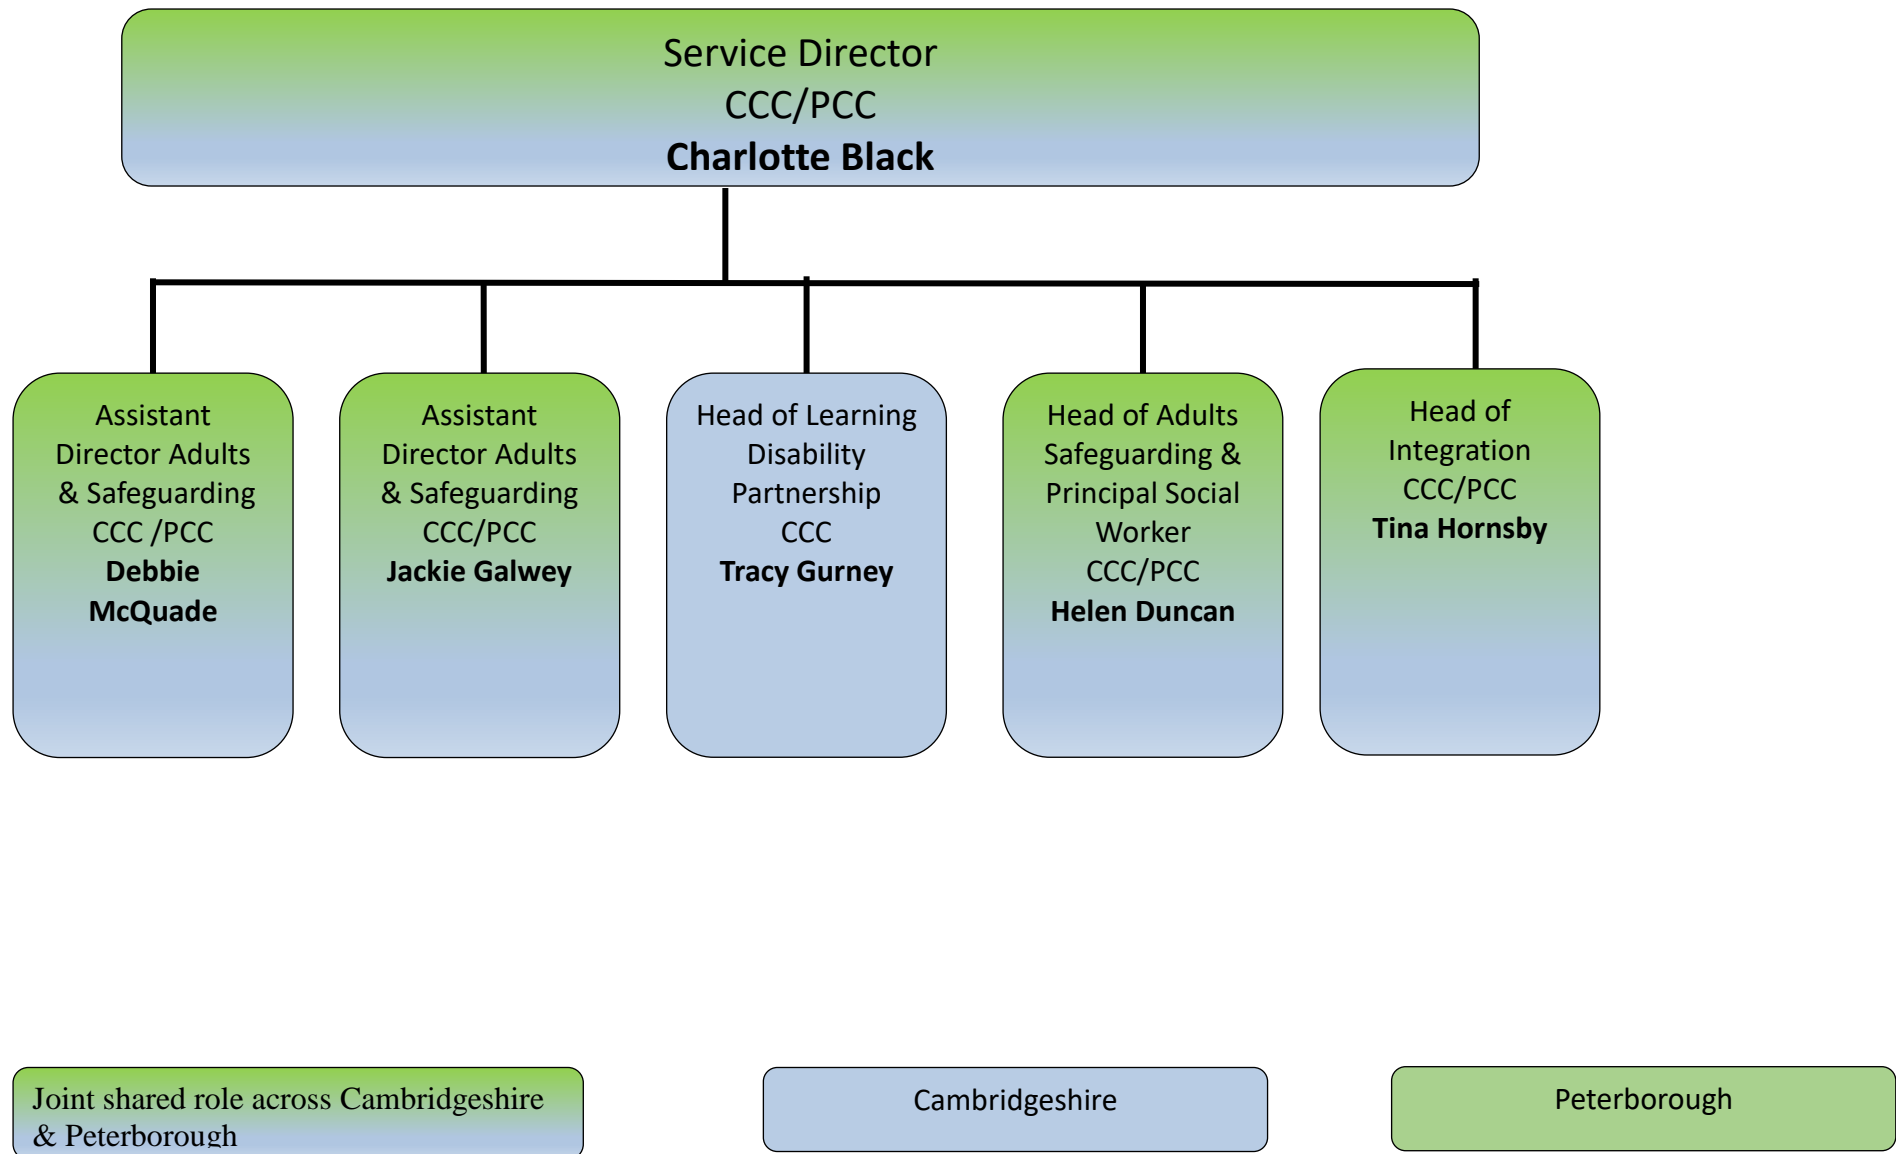 Service Director
CCC/PCC
Charlotte Black
Assistant
Director Adults
& Safeguarding
CCC /PCC
Debbie
McQuade
Assistant
Director Adults
& Safeguarding
CCC/PCC
Jackie Galwey
Head of Learning
Disability
Partnership
CCC
Tracy Gurney
Head of Adults
Safeguarding &
Principal Social
Worker
CCC/PCC
Helen Duncan
Head of
Integration
CCC/PCC
Tina Hornsby
Joint shared role across Cambridgeshire
& Peterborough
Cambridgeshire
Peterborough